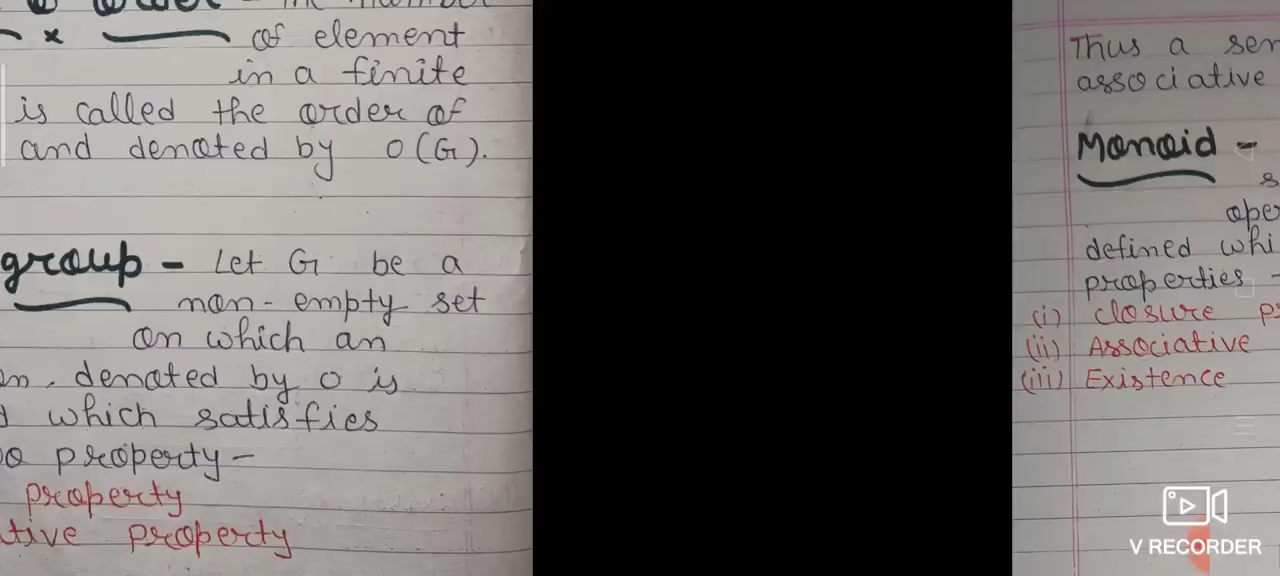 of element
in a finite
is called the order of
and denoted by O(G).
group - Let G be a
non-empty set
on which an
denoted by o is
which satisfies
property-
property
property
Thus a
associative
Monoid -
defined
properties -
(i) closure
(ii) Associative
(iii) Existence
V RECORDER